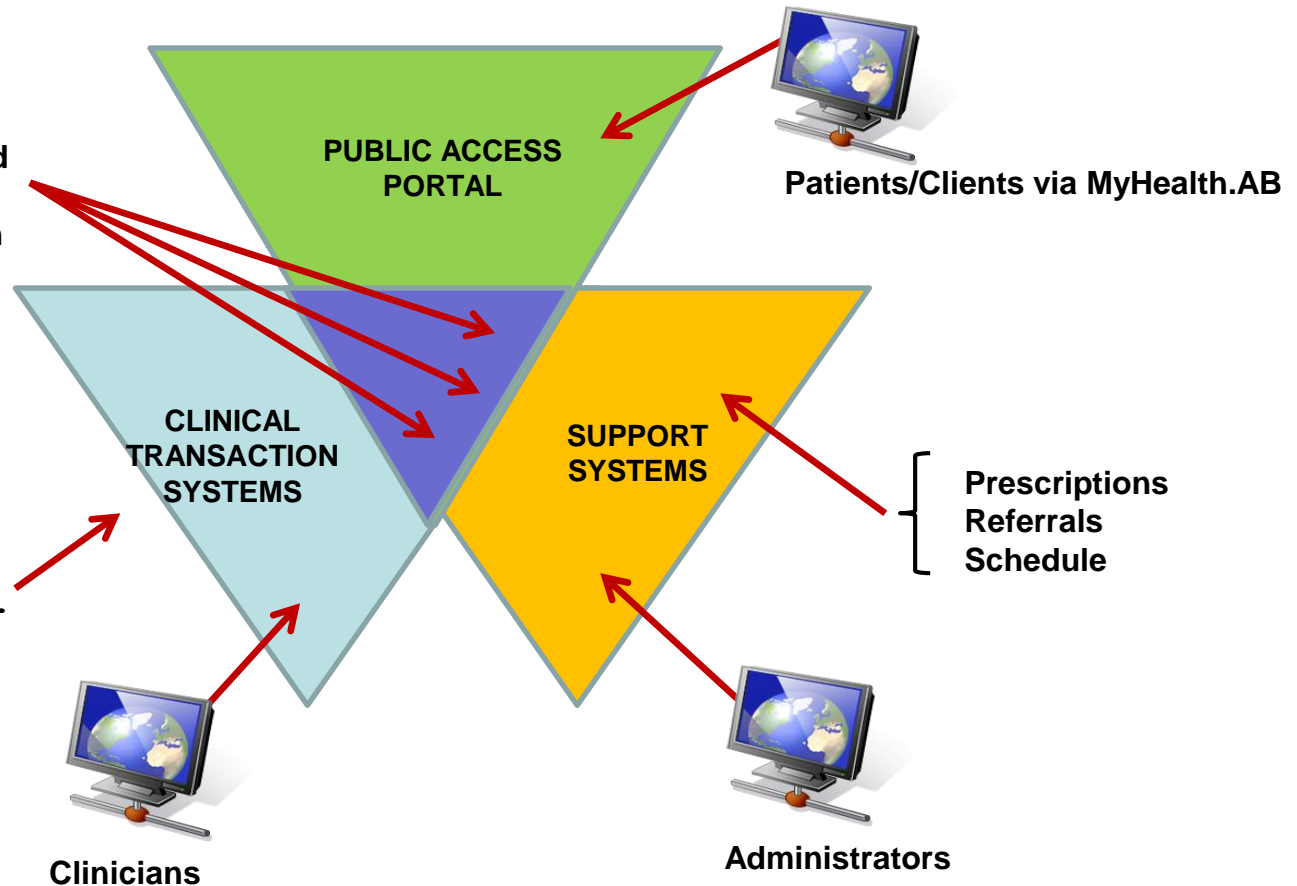 PUBLIC ACCESS
PORTAL
Patients/Clients via MyHealth.AB
CLINICAL
TRANSACTION
SYSTEMS
SUPPORT
SYSTEMS
Prescriptions
Referrals
Schedule
Clinicians
Administrators